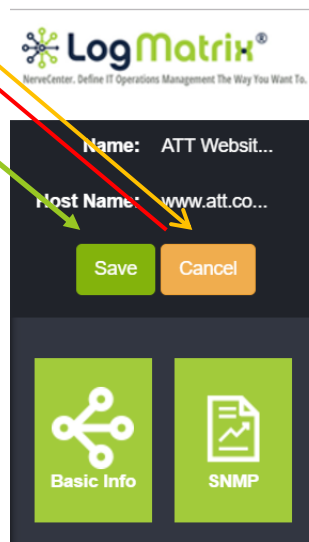 LogMatrix®
NerveCenter. Define IT Operations Management The Way You Want To.
Name: ATT Websit...
Host Name: www.att.co...
Save Cancel
Basic Info SNMP